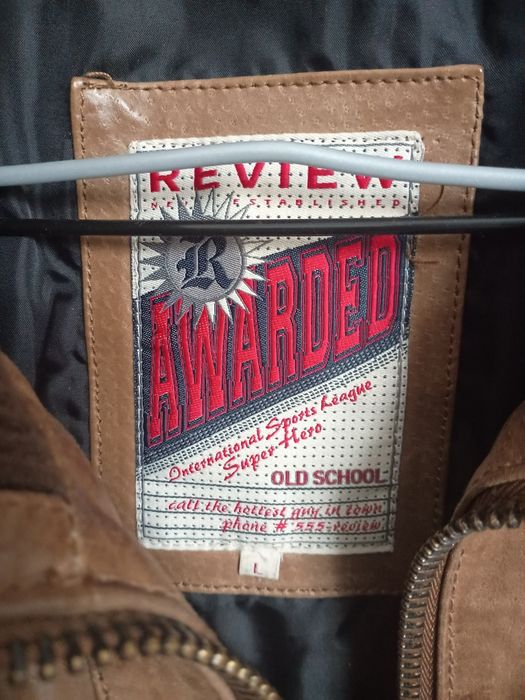 REVIEW
NEVER ESTABLISHED
R
AWARDED
International Sports League
Super Hero
OLD SCHOOL
call the hottest guy in town
phone # 555-review
L